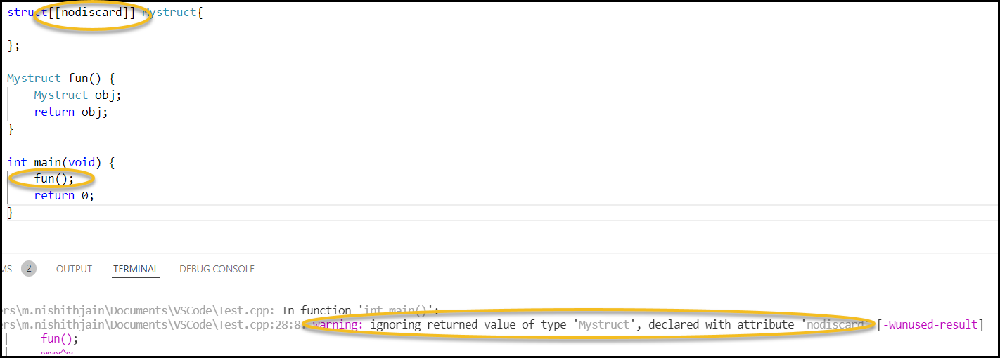 struct[[nodiscard]] Mystruct{
};
Mystruct fun() {
Mystruct obj;
return obj;
}
int main(void) {
fun();
return 0;
}
MS 2 OUTPUT TERMINAL DEBUG CONSOLE
ers\m.nishithjain\Documents\VSCode\Test.cpp: In function 'int main()':
ers\m.nishithjain\Documents\VSCode\Test.cpp:28:8: warning: ignoring returned value of type 'Mystruct', declared with attribute 'nodiscard' [-Wunused-result]
| fun();
| ~~~^~